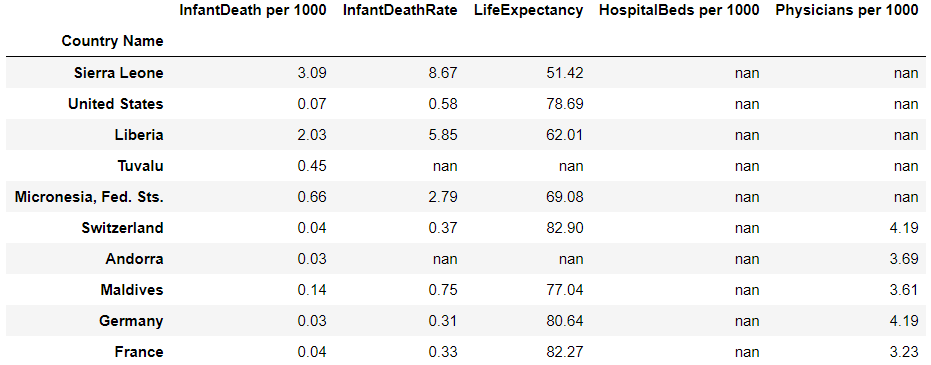 InfantDeath per 1000 InfantDeathRate LifeExpectancy HospitalBeds per 1000 Physicians per 1000
Country Name
Sierra Leone 3.09 8.67 51.42 nan nan
United States 0.07 0.58 78.69 nan nan
Liberia 2.03 5.85 62.01 nan nan
Tuvalu 0.45 nan nan nan nan
Micronesia, Fed. Sts. 0.66 2.79 69.08 nan nan
Switzerland 0.04 0.37 82.90 nan 4.19
Andorra 0.03 nan nan nan 3.69
Maldives 0.14 0.75 77.04 nan 3.61
Germany 0.03 0.31 80.64 nan 4.19
France 0.04 0.33 82.27 nan 3.23